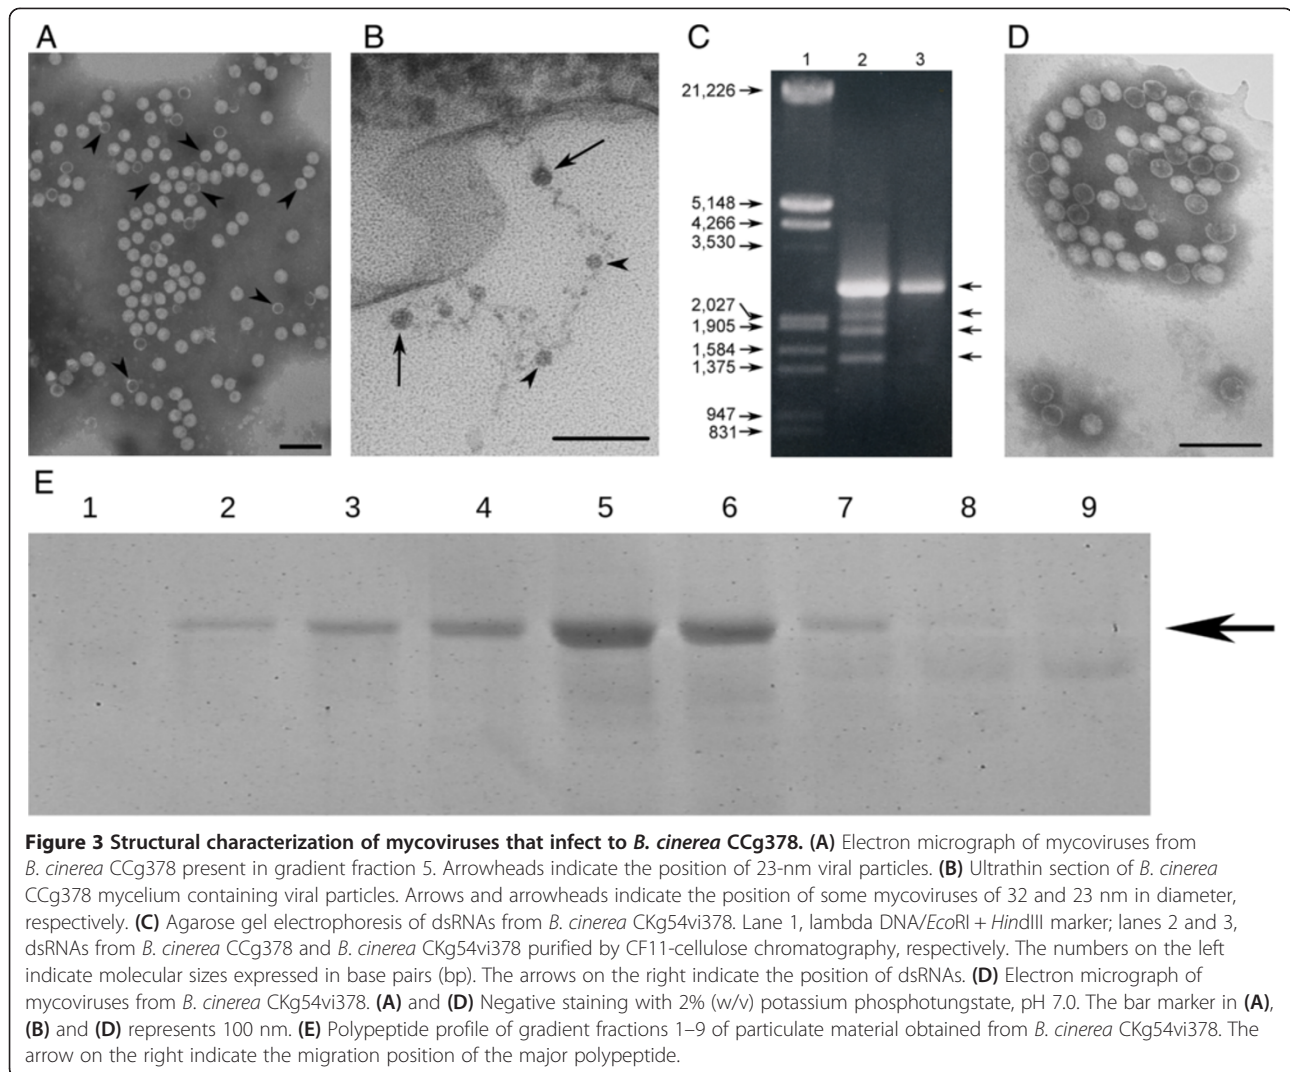 A
B
C
D
1 2 3
21,226
5,148
4,266
3,530
2,027
1,905
1,584
1,375
947
831
E
1 2 3 4 5 6 7 8 9
Figure 3 Structural characterization of mycoviruses that infect to B. cinerea CCg378. (A) Electron micrograph of mycoviruses from
B. cinerea CCg378 present in gradient fraction 5. Arrowheads indicate the position of 23-nm viral particles. (B) Ultrathin section of B. cinerea
CCg378 mycelium containing viral particles. Arrows and arrowheads indicate the position of some mycoviruses of 32 and 23 nm in diameter,
respectively. (C) Agarose gel electrophoresis of dsRNAs from B. cinerea CKg54vi378. Lane 1, lambda DNA/EcoRI + HindIII marker; lanes 2 and 3,
dsRNAs from B. cinerea CCg378 and B. cinerea CKg54vi378 purified by CF11-cellulose chromatography, respectively. The numbers on the left
indicate molecular sizes expressed in base pairs (bp). The arrows on the right indicate the position of dsRNAs. (D) Electron micrograph of
mycoviruses from B. cinerea CKg54vi378. (A) and (D) Negative staining with 2% (w/v) potassium phosphotungstate, pH 7.0. The bar marker in (A),
(B) and (D) represents 100 nm. (E) Polypeptide profile of gradient fractions 1–9 of particulate material obtained from B. cinerea CKg54vi378. The
arrow on the right indicate the migration position of the major polypeptide.